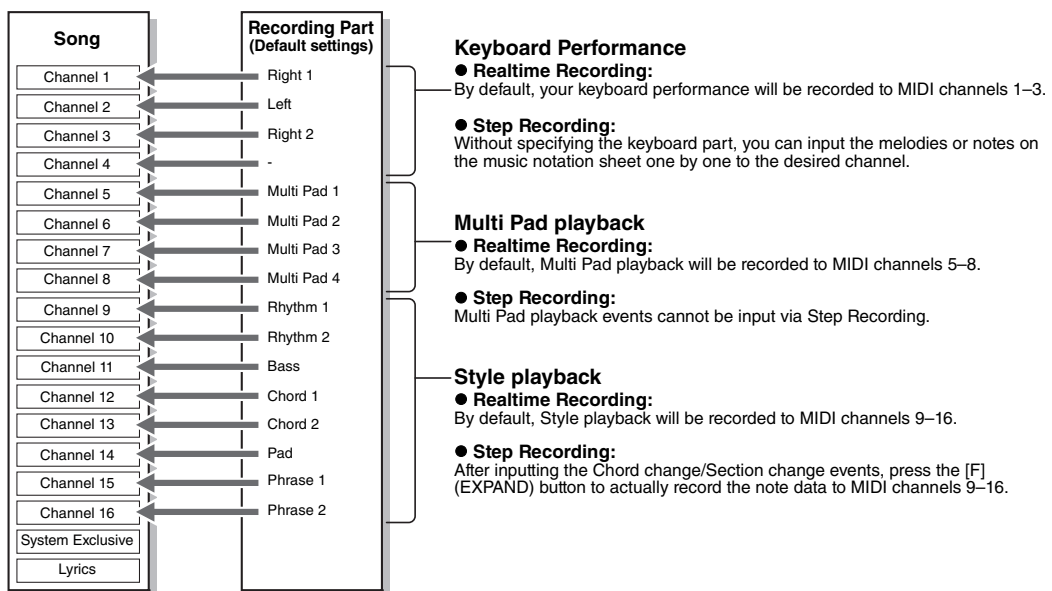 Song
Channel 1
Channel 2
Channel 3
Channel 4
Channel 5
Channel 6
Channel 7
Channel 8
Channel 9
Channel 10
Channel 11
Channel 12
Channel 13
Channel 14
Channel 15
Channel 16
System Exclusive
Lyrics
Recording Part
(Default settings)
Right 1
Left
Right 2
-
Multi Pad 1
Multi Pad 2
Multi Pad 3
Multi Pad 4
Rhythm 1
Rhythm 2
Bass
Chord 1
Chord 2
Pad
Phrase 1
Phrase 2
Keyboard Performance
● Realtime Recording:
By default, your keyboard performance will be recorded to MIDI channels 1–3.
● Step Recording:
Without specifying the keyboard part, you can input the melodies or notes on
the music notation sheet one by one to the desired channel.
Multi Pad playback
● Realtime Recording:
By default, Multi Pad playback will be recorded to MIDI channels 5–8.
● Step Recording:
Multi Pad playback events cannot be input via Step Recording.
Style playback
● Realtime Recording:
By default, Style playback will be recorded to MIDI channels 9–16.
● Step Recording:
After inputting the Chord change/Section change events, press the [F]
(EXPAND) button to actually record the note data to MIDI channels 9–16.